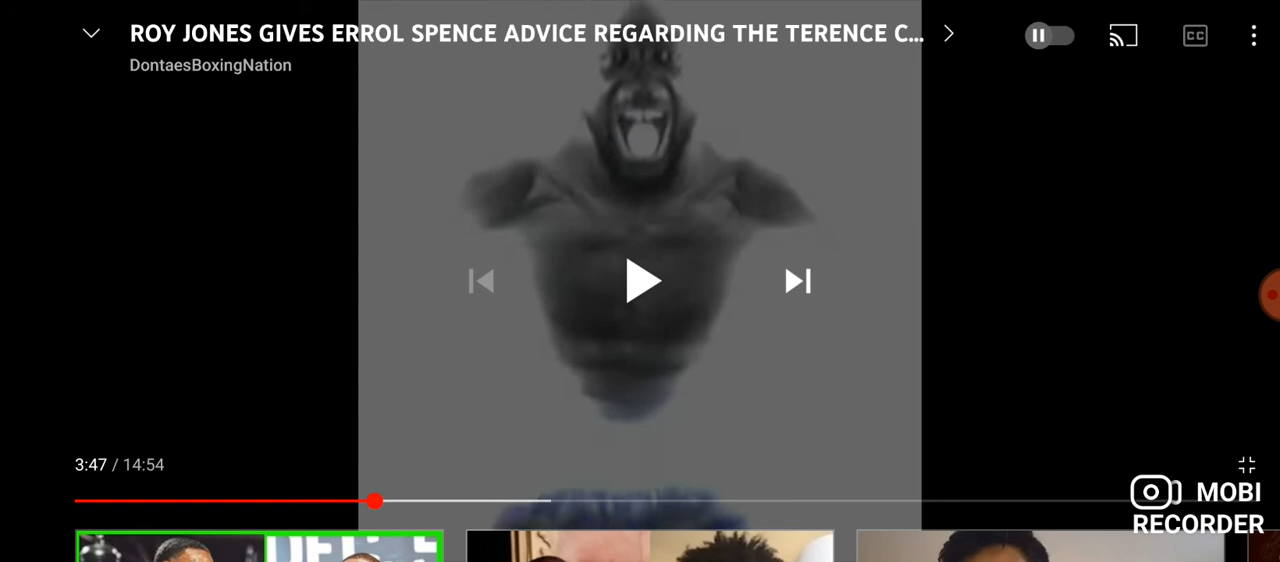 ROY JONES GIVES ERROL SPENCE ADVICE REGARDING THE TERENCE C...
DontaesBoxingNation
CC
3:47 / 14:54
MOBI
RECORDER